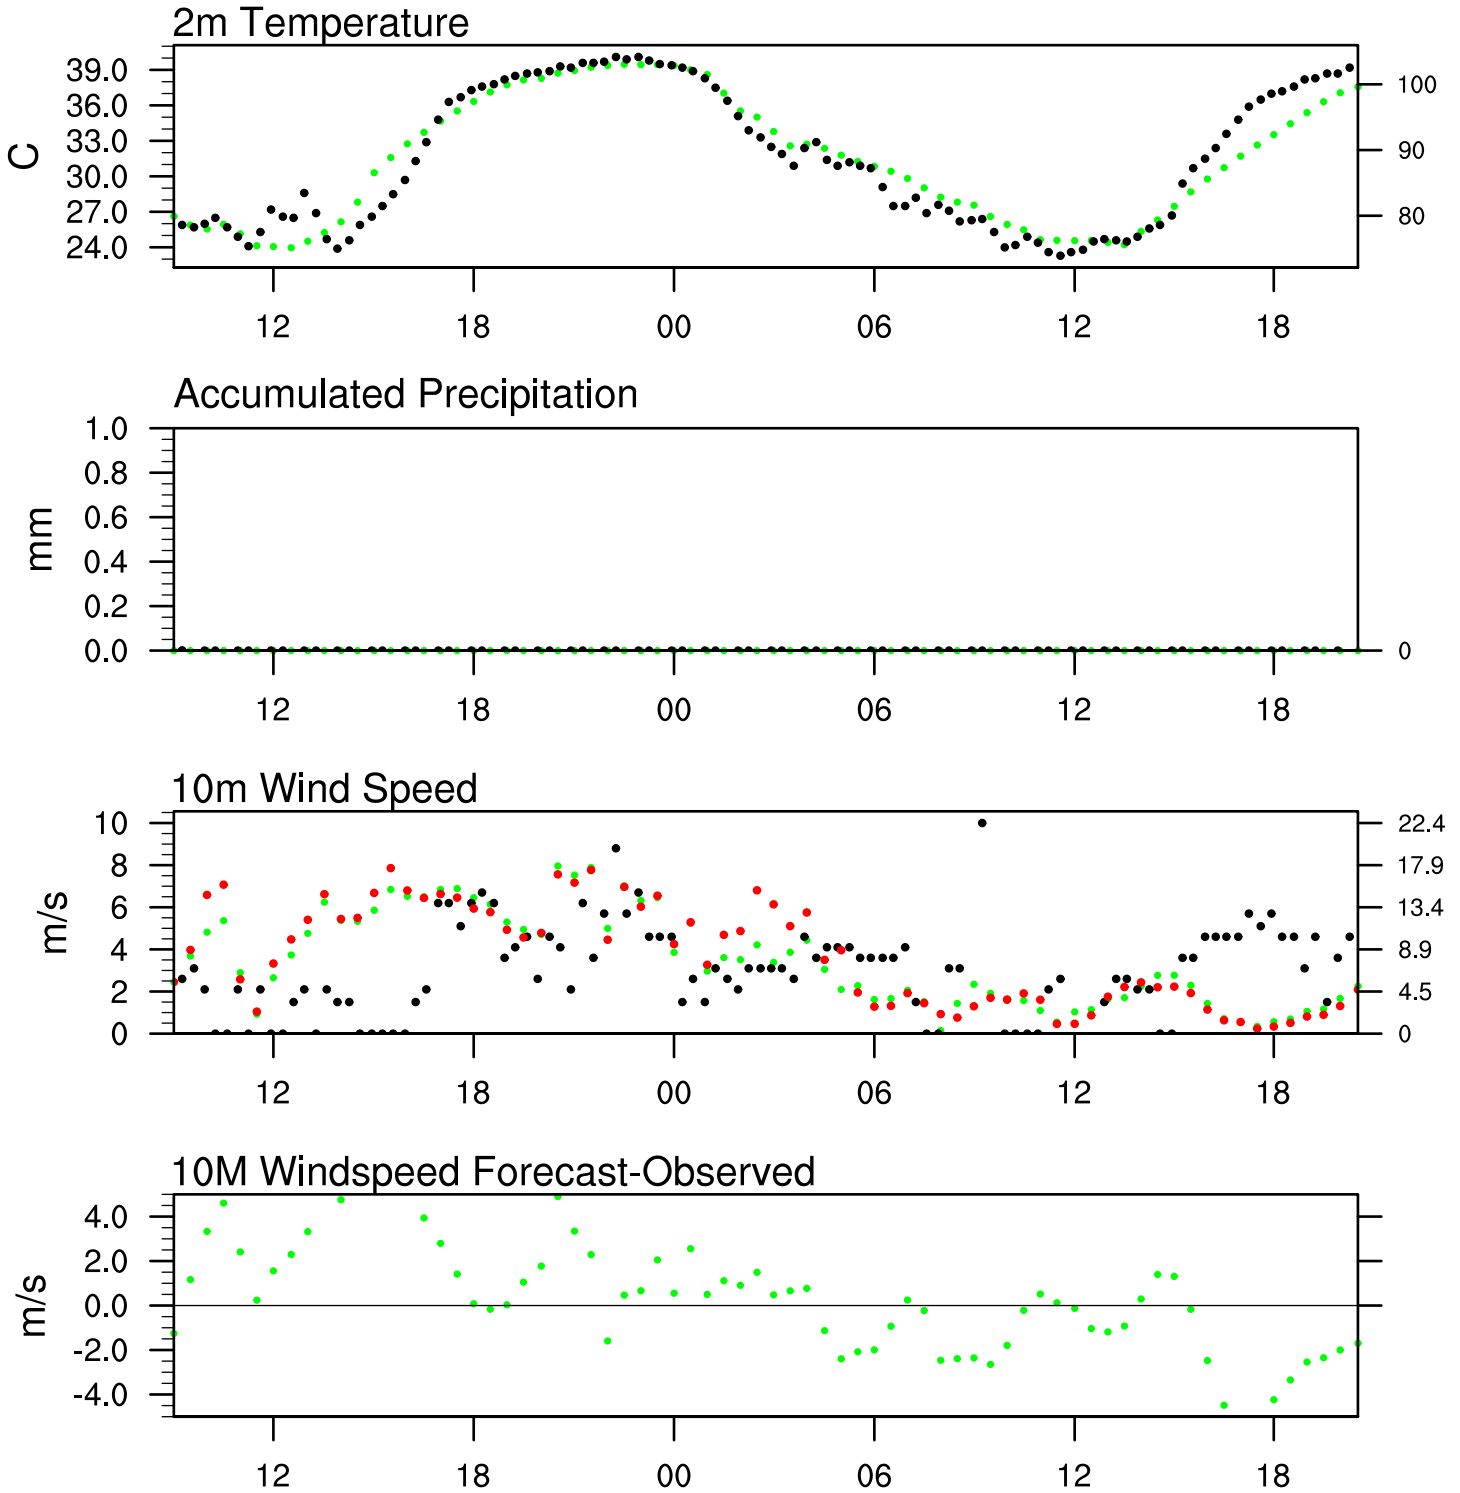 2m Temperature
39.0
36.0
33.0
30.0
27.0
24.0
C
100
90
80
12 18 00 06 12 18
Accumulated Precipitation
1.0
0.8
0.6
0.4
0.2
0.0
mm
0
12 18 00 06 12 18
10m Wind Speed
10
8
6
4
2
0
m/s
22.4
17.9
13.4
8.9
4.5
0
12 18 00 06 12 18
10M Windspeed Forecast-Observed
4.0
2.0
0.0
-2.0
-4.0
m/s
12 18 00 06 12 18